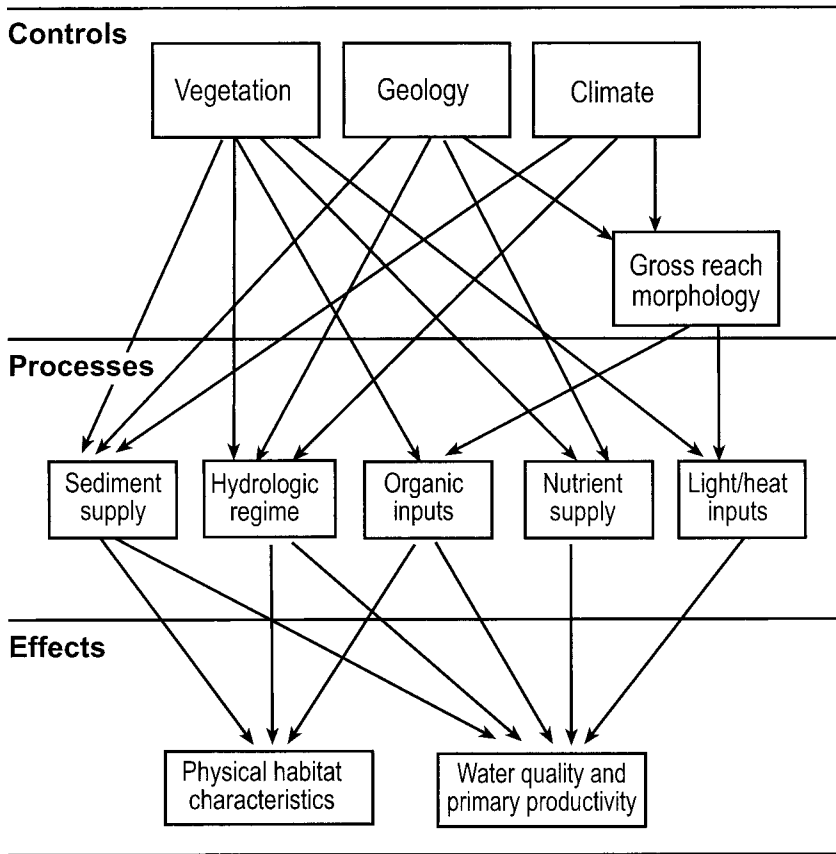 Controls
Vegetation
Geology
Climate
Gross reach
morphology
Processes
Sediment
supply
Hydrologic
regime
Organic
inputs
Nutrient
supply
Light/heat
inputs
Effects
Physical habitat
characteristics
Water quality and
primary productivity